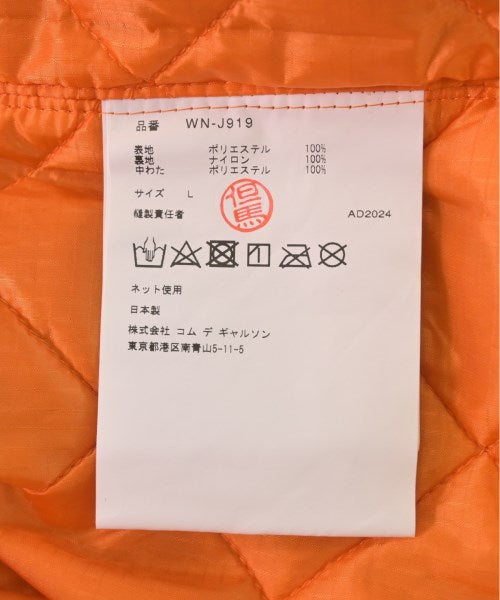 品番 WN-J919
表地 ポリエステル 100%
裏地 ナイロン 100%
中わた ポリエステル 100%
サイズ L
縫製責任者 但馬 AD2024
ネット使用
日本製
株式会社 コム デ ギャルソン
東京都港区南青山5-11-5